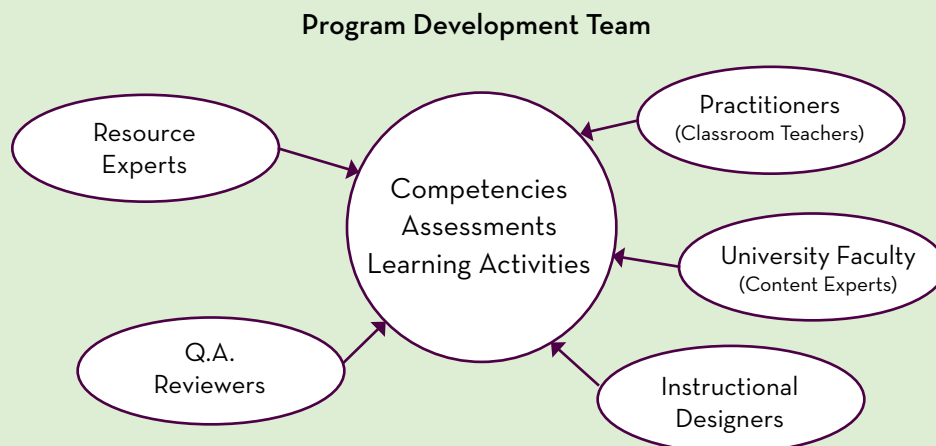 Program Development Team
Resource
Experts
Practitioners
(Classroom Teachers)
Competencies
Assessments
Learning Activities
University Faculty
(Content Experts)
Q.A.
Reviewers
Instructional
Designers